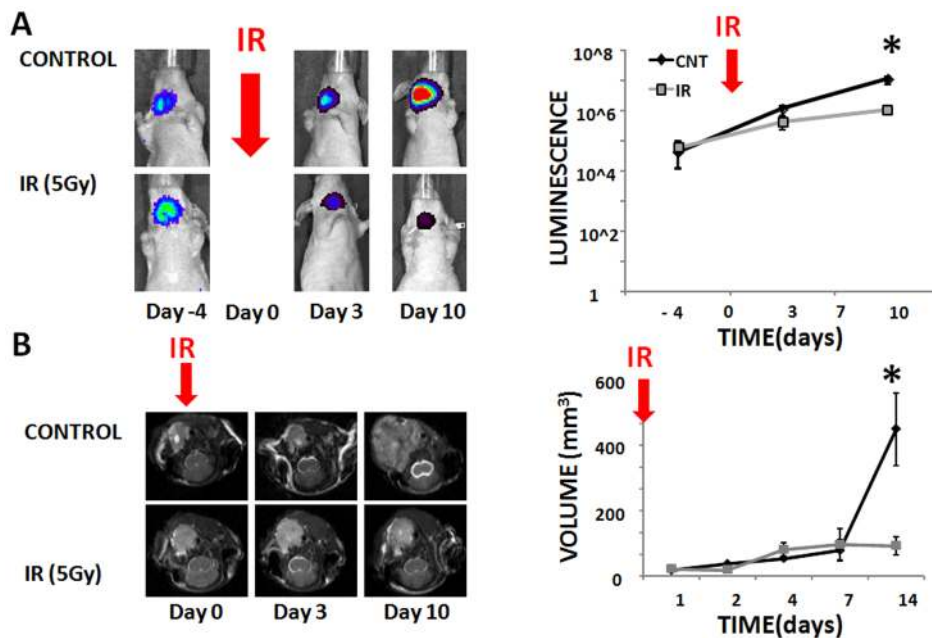 A
CONTROL
IR
IR (5Gy)
Day -4 Day 0 Day 3 Day 10
IR
10^8
10^6
10^4
10^2
1
LUMINESCENCE
CNT
IR
*
- 4 0 3 7 10
TIME(days)
B
IR
CONTROL
IR (5Gy)
Day 0 Day 3 Day 10
IR
600
400
200
0
VOLUME (mm³)
*
1 2 4 7 14
TIME(days)